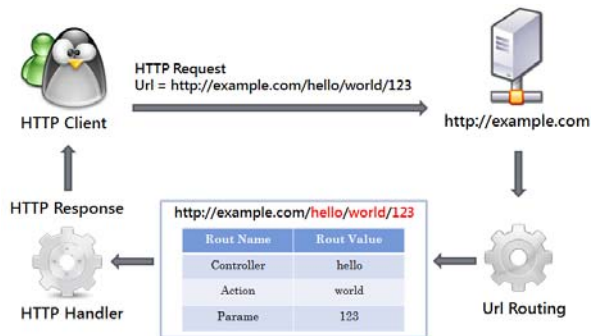 HTTP Request
Url = http://example.com/hello/world/123
HTTP Client
http://example.com
HTTP Response
http://example.com/hello/world/123
Rout Name Rout Value
Controller hello
Action world
Parame 123
HTTP Handler
Url Routing